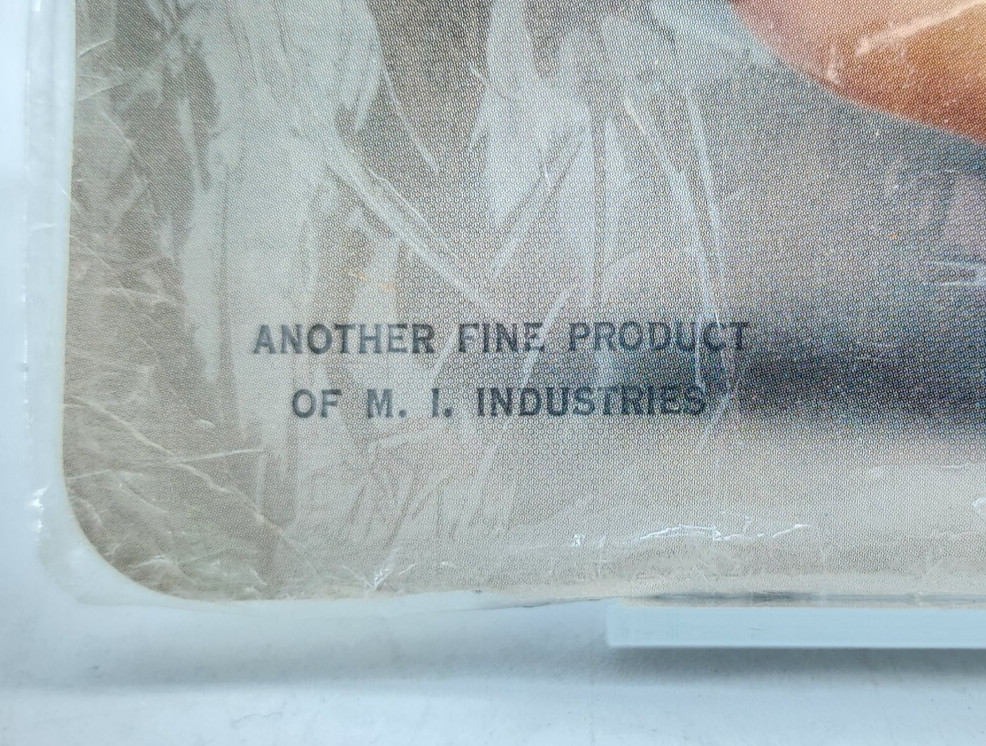 ANOTHER FINE PRODUCT
OF M. I. INDUSTRIES